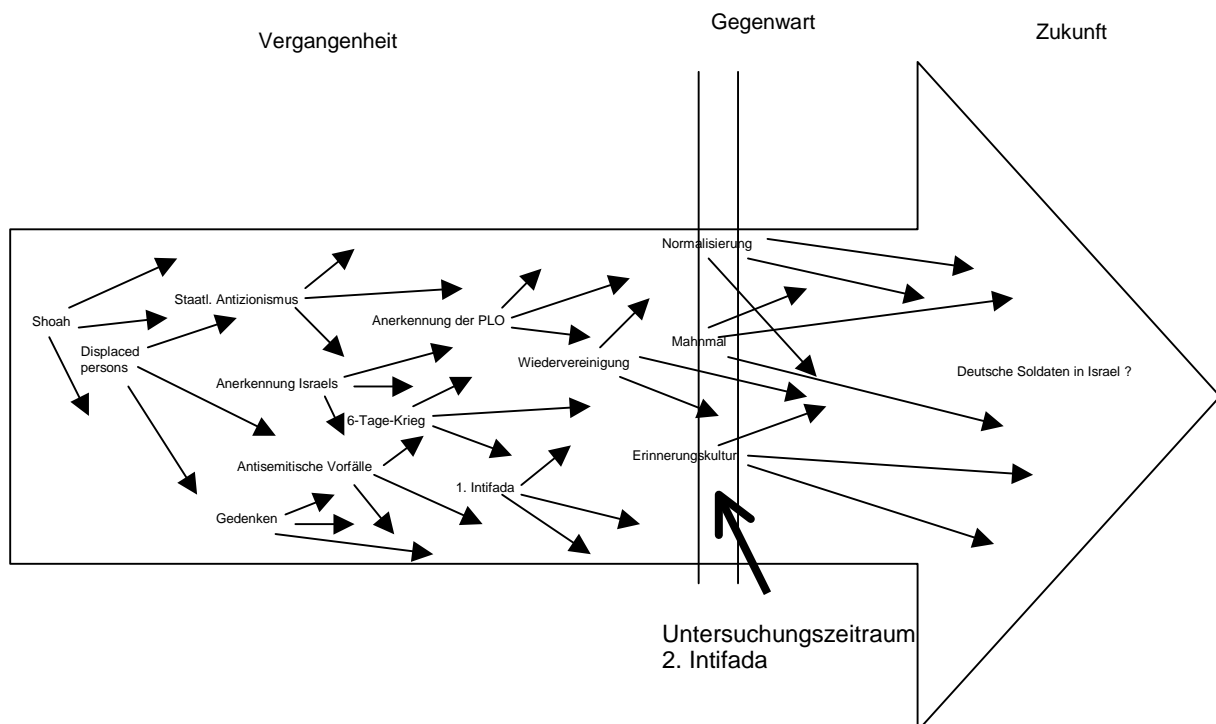 Vergangenheit
Gegenwart
Zukunft
Normalisierung
Staatl. Antizionismus
Shoah
Anerkennung der PLO
Displaced
persons
Mahnmal
Wiedervereinigung
Deutsche Soldaten in Israel ?
Anerkennung Israels
6-Tage-Krieg
Erinnerungskultur
Antisemitische Vorfälle
1. Intifada
Gedenken
Untersuchungszeitraum
2. Intifada